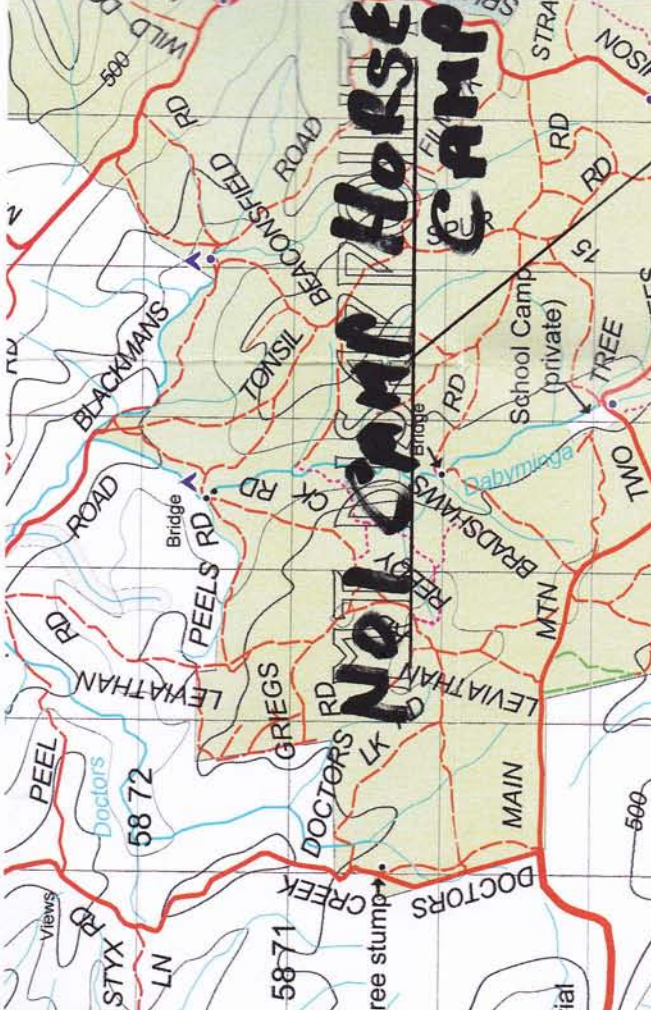 WILD
500
RD
BEACONSFIELD
ROAD
STRA
RD
RD
BLACKMANS
TONSIL
SPUR
15
School Camp
(private)
TREE
TWO
ROAD
Bridge
PEELS RD
CK RD
Bridge
RD
Dabyminga
BRADSHAWS
NO1 CAMP HORSE
CAMP
RD
LEVIATHAN
LEVIATHAN
MTN
GRIEGS
RD
DOCTORS
LK
MAIN
PEEL
Doctors
58 72
CREEK
DOCTORS
500
Views
RD
STYX
LN
58 71
ree stump
ial